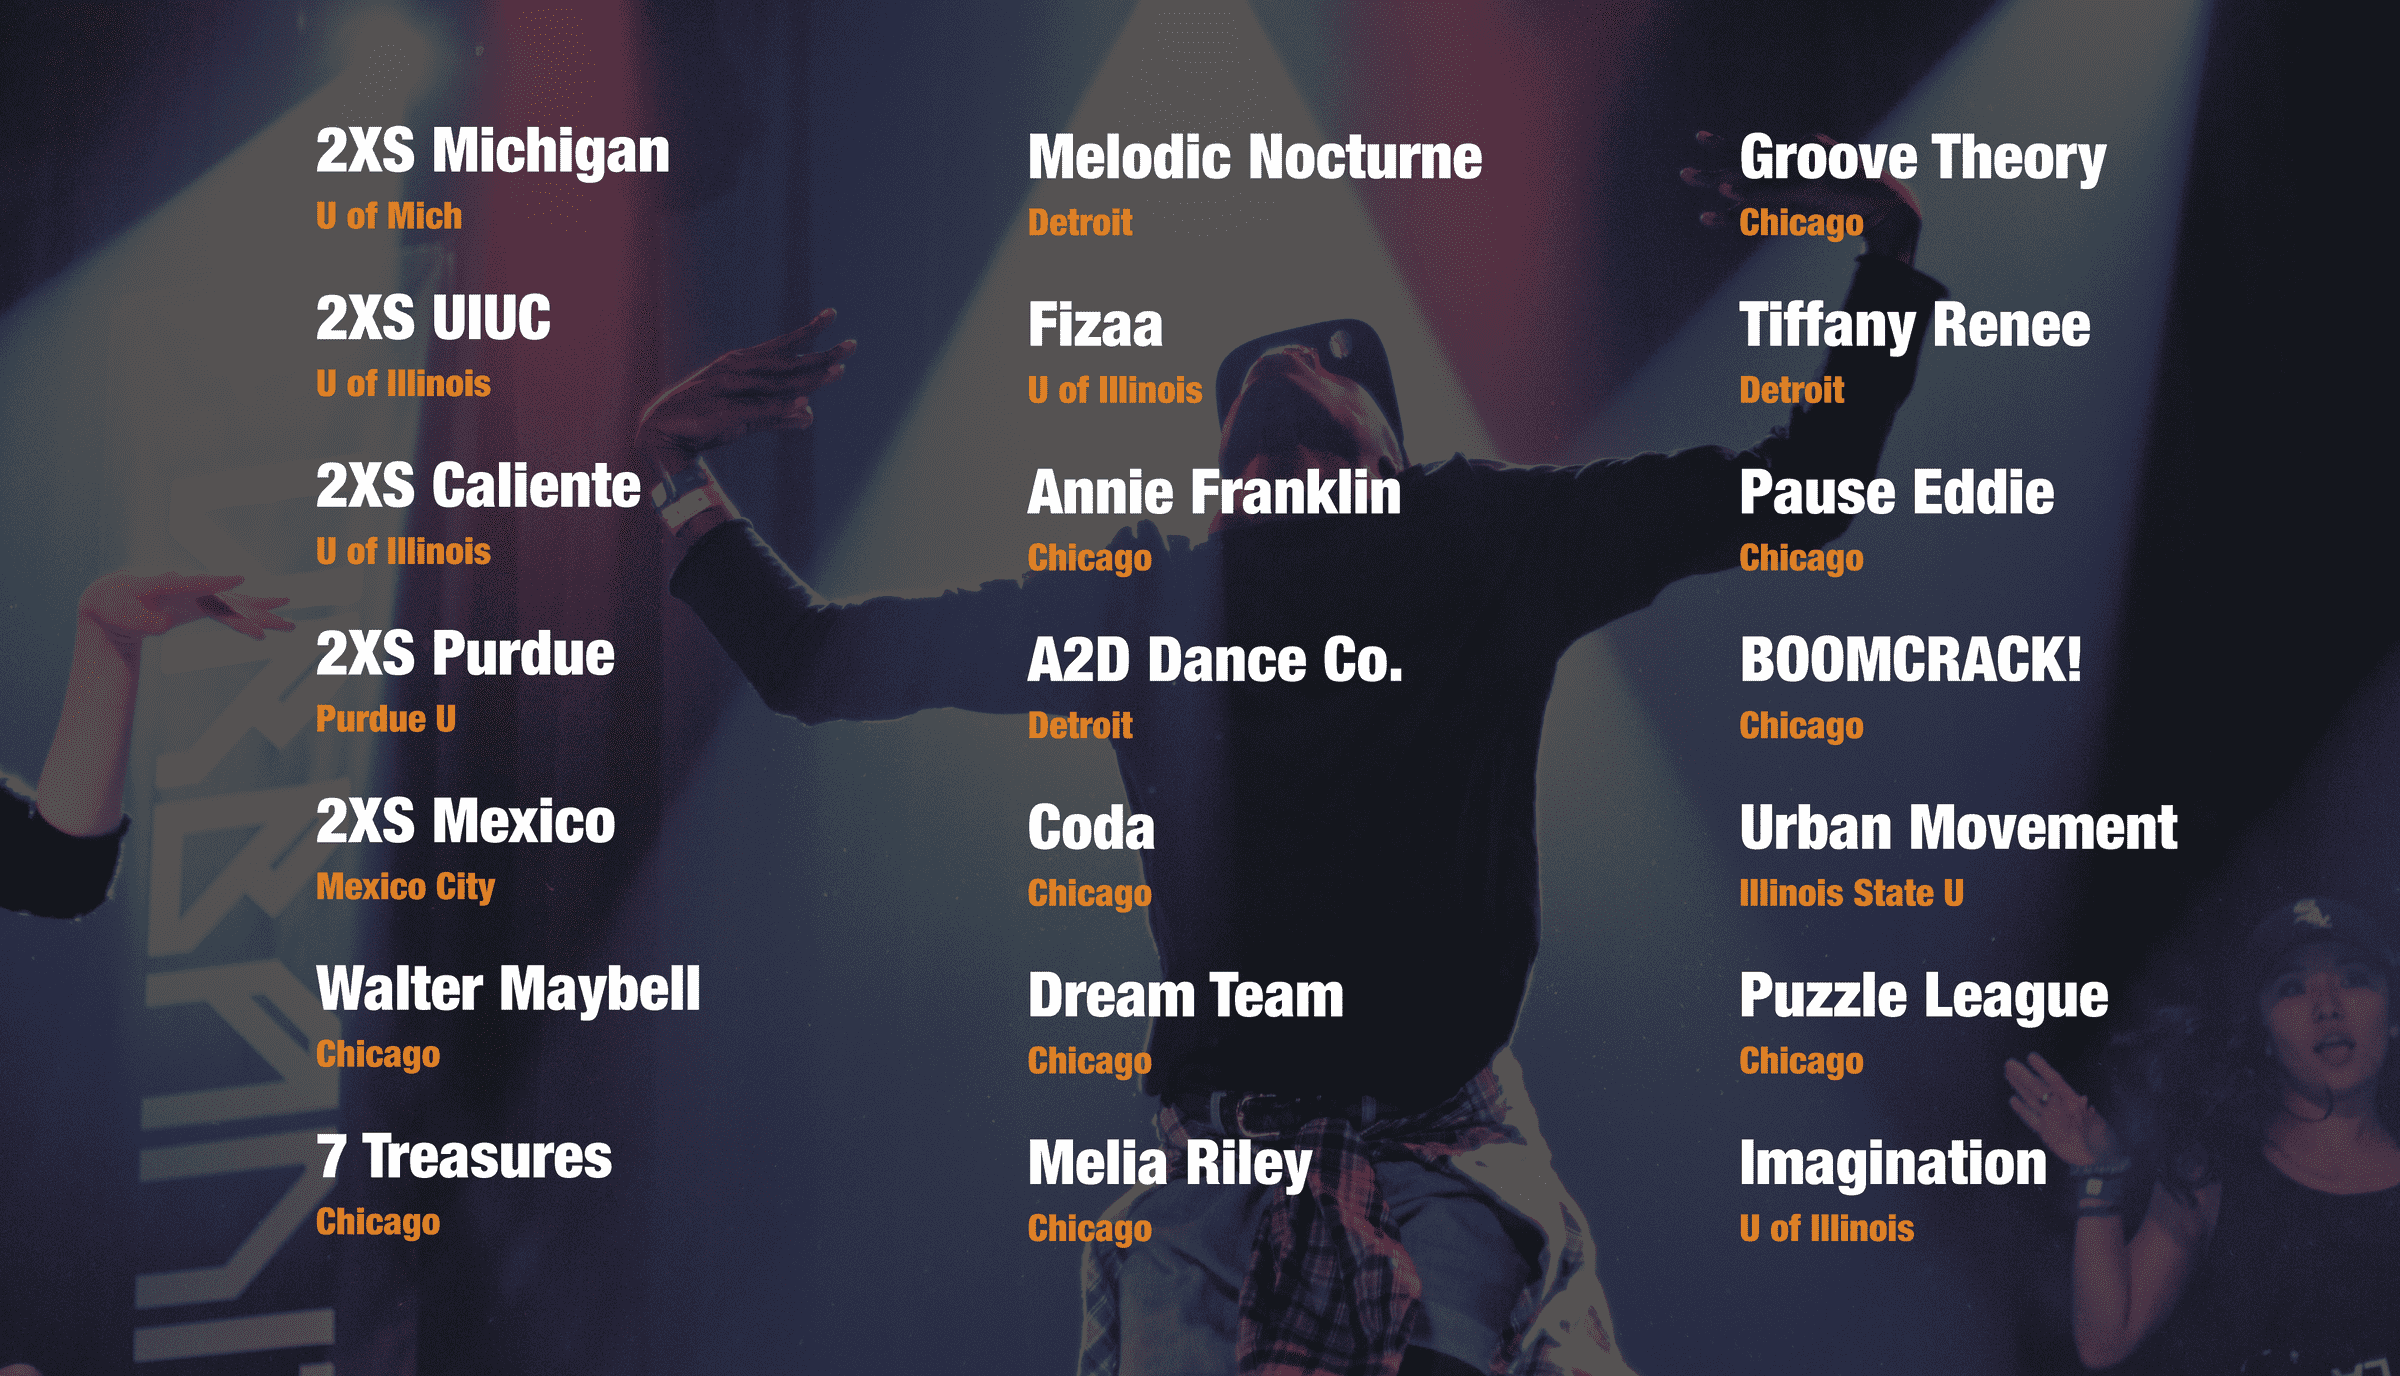 2XS Michigan
U of Mich
2XS UIUC
U of Illinois
2XS Caliente
U of Illinois
2XS Purdue
Purdue U
2XS Mexico
Mexico City
Walter Maybell
Chicago
7 Treasures
Chicago
Melodic Nocturne
Detroit
Fizaa
U of Illinois
Annie Franklin
Chicago
A2D Dance Co.
Detroit
Coda
Chicago
Dream Team
Chicago
Melia Riley
Chicago
Groove Theory
Chicago
Tiffany Renee
Detroit
Pause Eddie
Chicago
BOOMCRACK!
Chicago
Urban Movement
Illinois State U
Puzzle League
Chicago
Imagination
U of Illinois